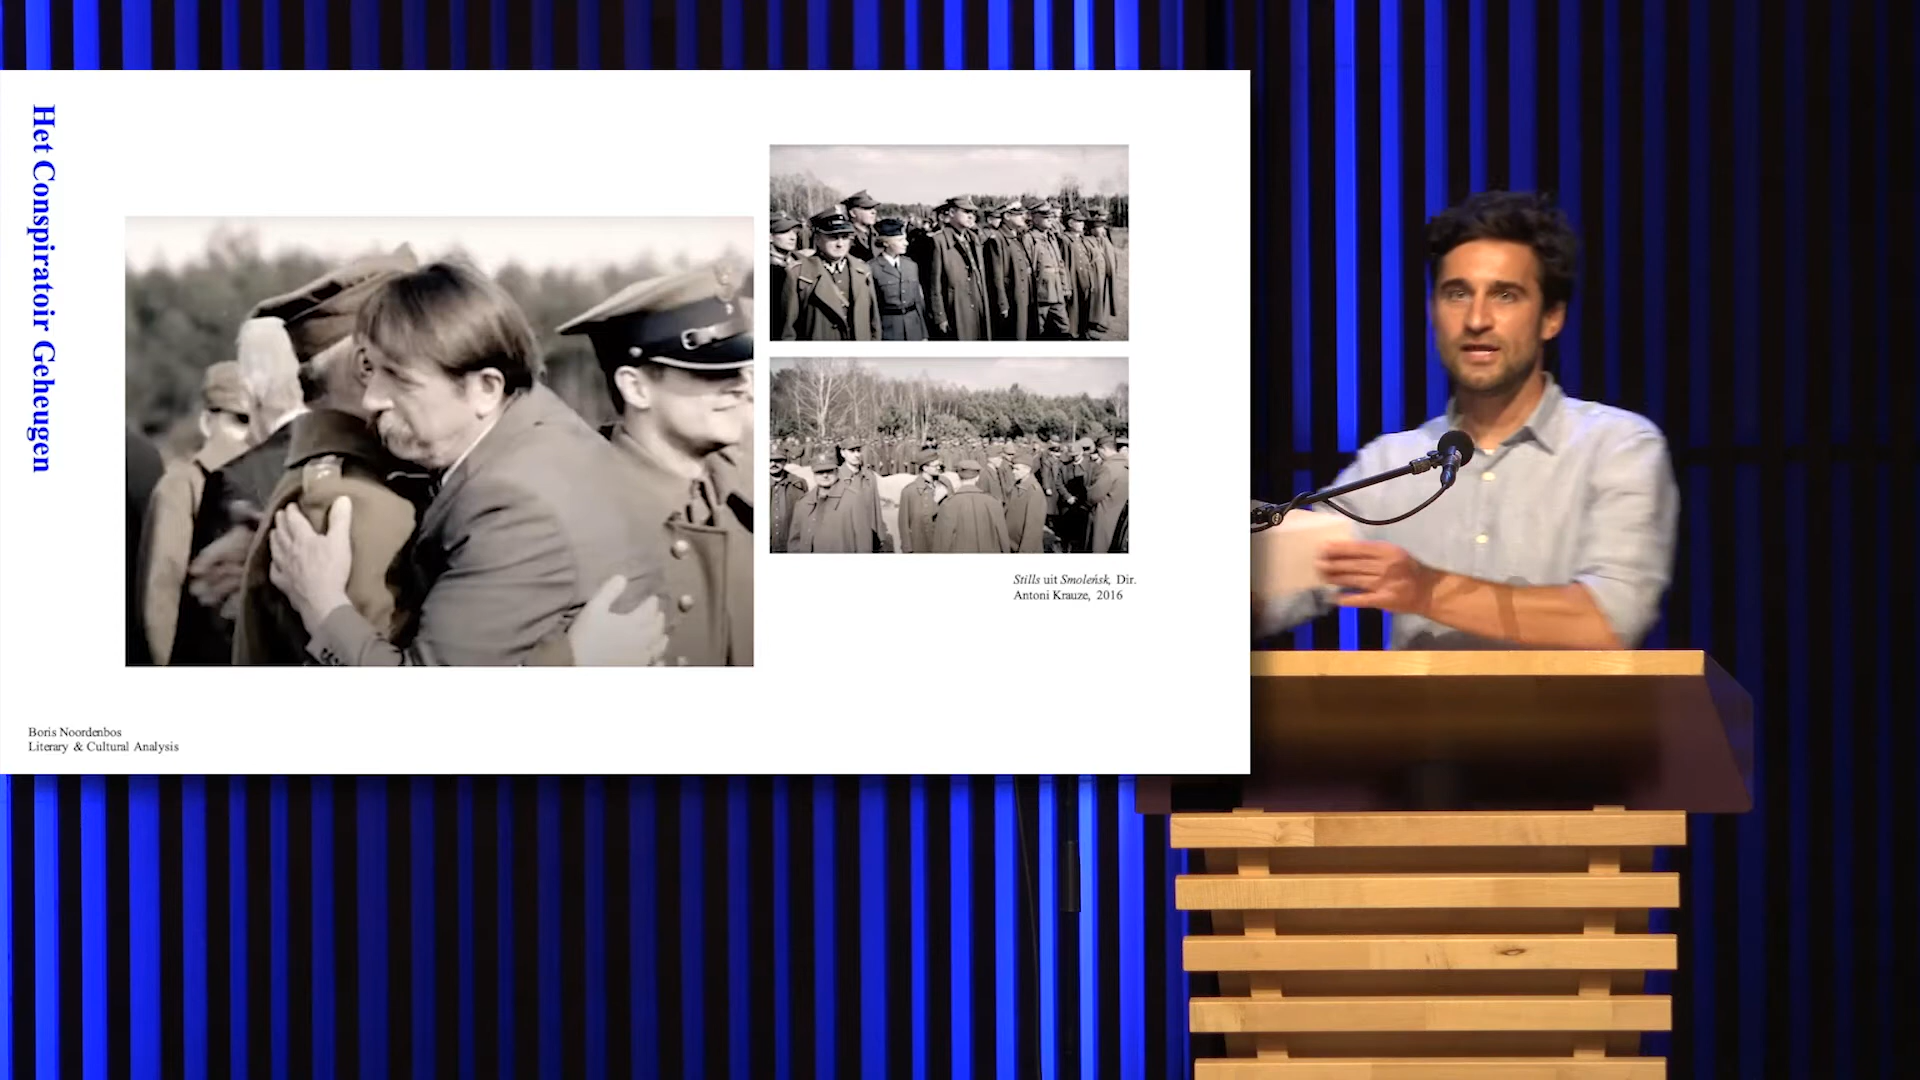 Het Conspiratoir Geheugen
Stills uit Smoleńsk, Dir.
Antoni Krauze, 2016
Boris Noordenbos
Literary & Cultural Analysis